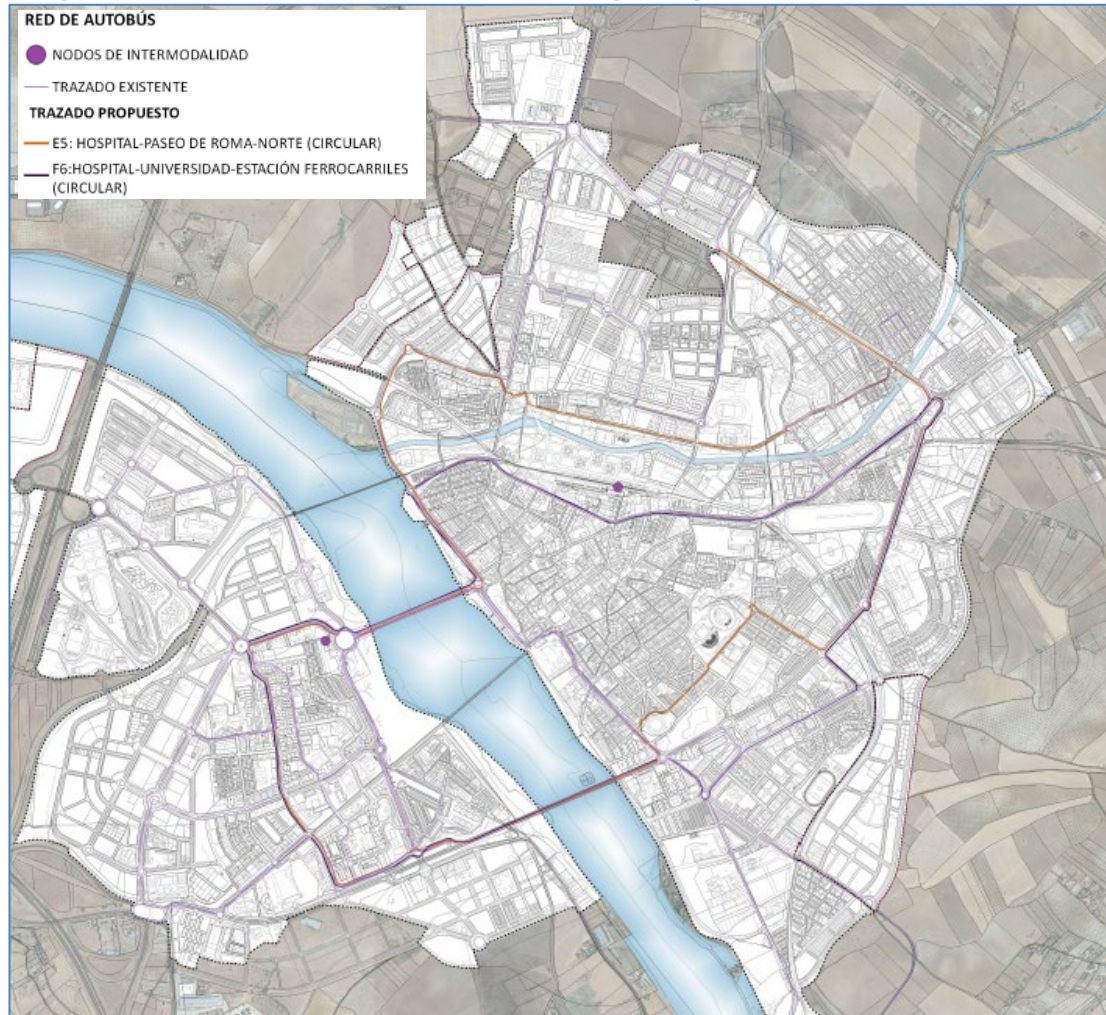 RED DE AUTOBÚS
NODOS DE INTERMODALIDAD
TRAZADO EXISTENTE
TRAZADO PROPUESTO
E5: HOSPITAL-PASEO DE ROMA-NORTE (CIRCULAR)
F6:HOSPITAL-UNIVERSIDAD-ESTACIÓN FERROCARRILES
(CIRCULAR)